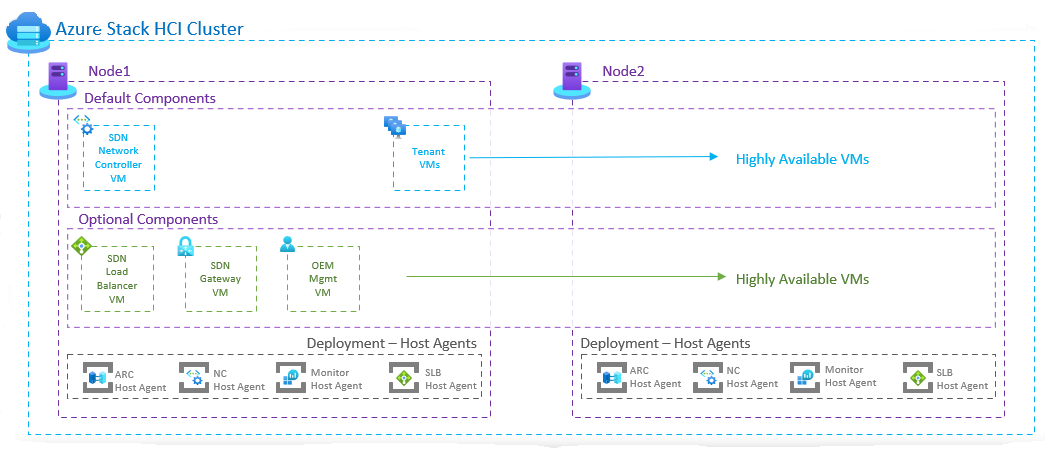 Azure Stack HCI Cluster
Node1
Node2
Default Components
SDN
Network
Controller
VM
Tenant
VMs
Highly Available VMs
Optional Components
SDN
Load
Balancer
VM
SDN
Gateway
VM
OEM
Mgmt
VM
Highly Available VMs
Deployment – Host Agents
ARC
Host Agent
NC
Host Agent
Monitor
Host Agent
SLB
Host Agent
Deployment – Host Agents
ARC
Host Agent
NC
Host Agent
Monitor
Host Agent
SLB
Host Agent